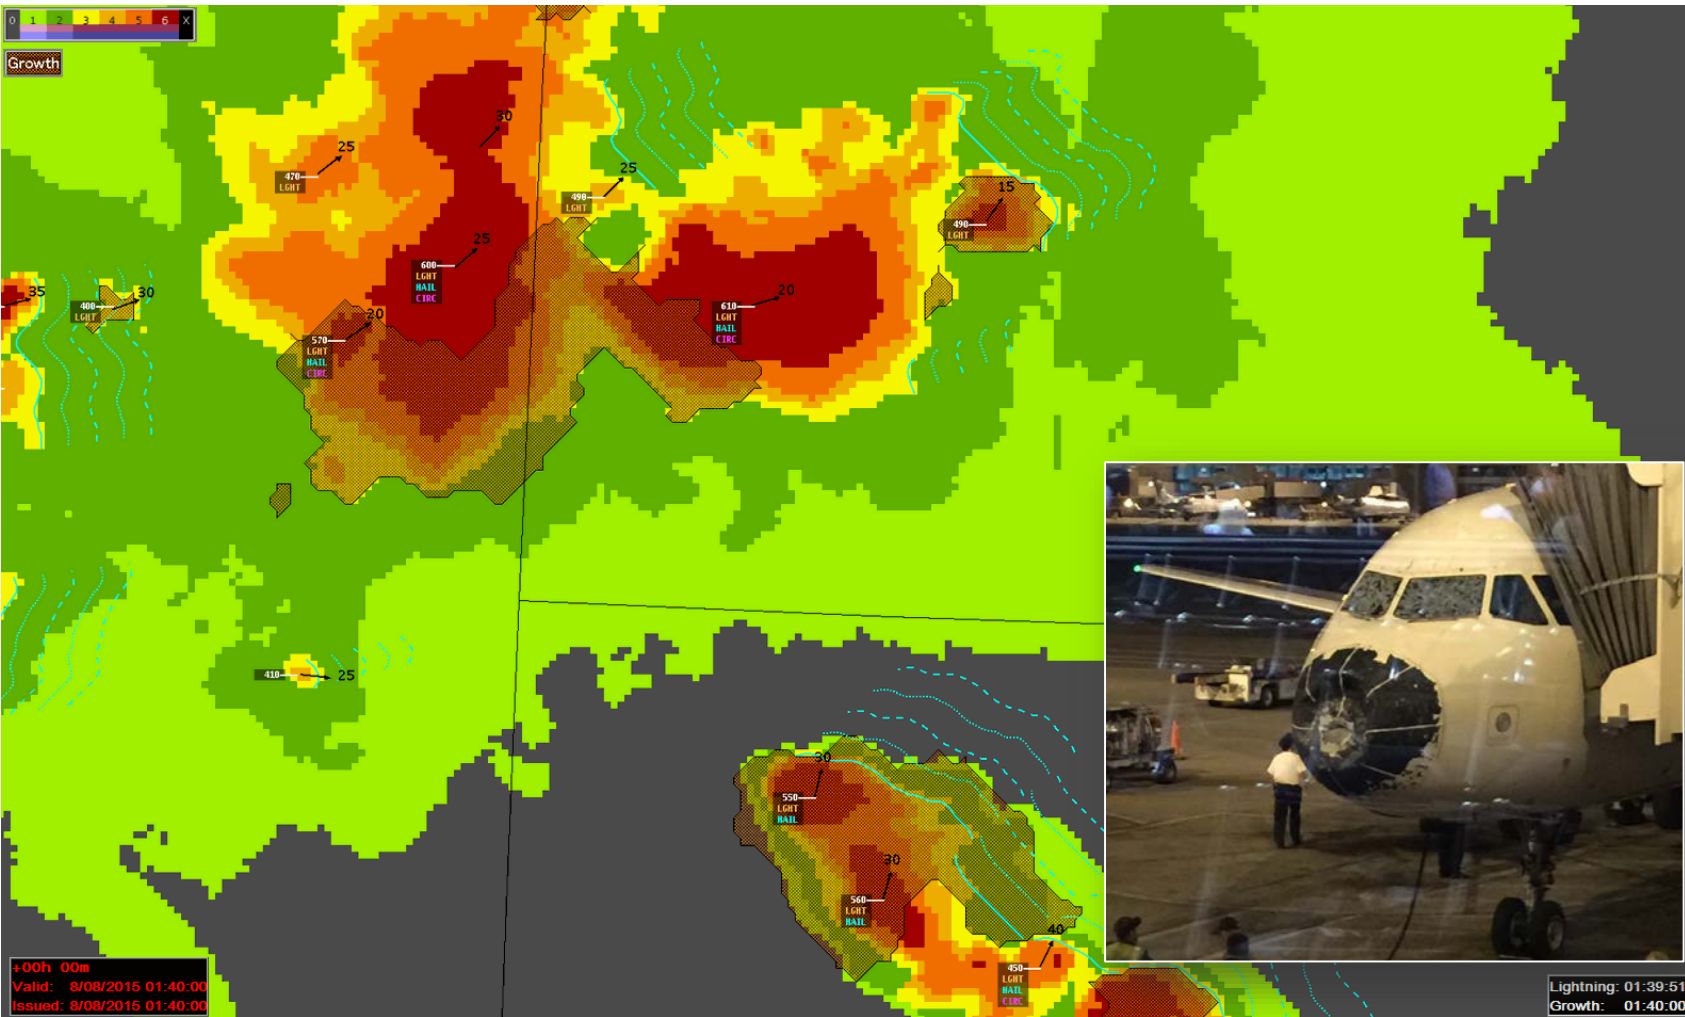 0 1 2 3 4 5 6 X
Growth
30
25
470
LGHT
25
490
LGHT
15
490
LGHT
25
600
LGHT
HAIL
CIRC
35
400
LGHT
30
20
610
LGHT
HAIL
CIRC
20
570
LGHT
HAIL
CIRC
410
25
30
550
LGHT
HAIL
30
560
LGHT
HAIL
40
450
LGHT
HAIL
CIRC
+00h 00m
Valid: 8/08/2015 01:40:00
Issued: 8/08/2015 01:40:00
Lightning: 01:39:51
Growth: 01:40:00